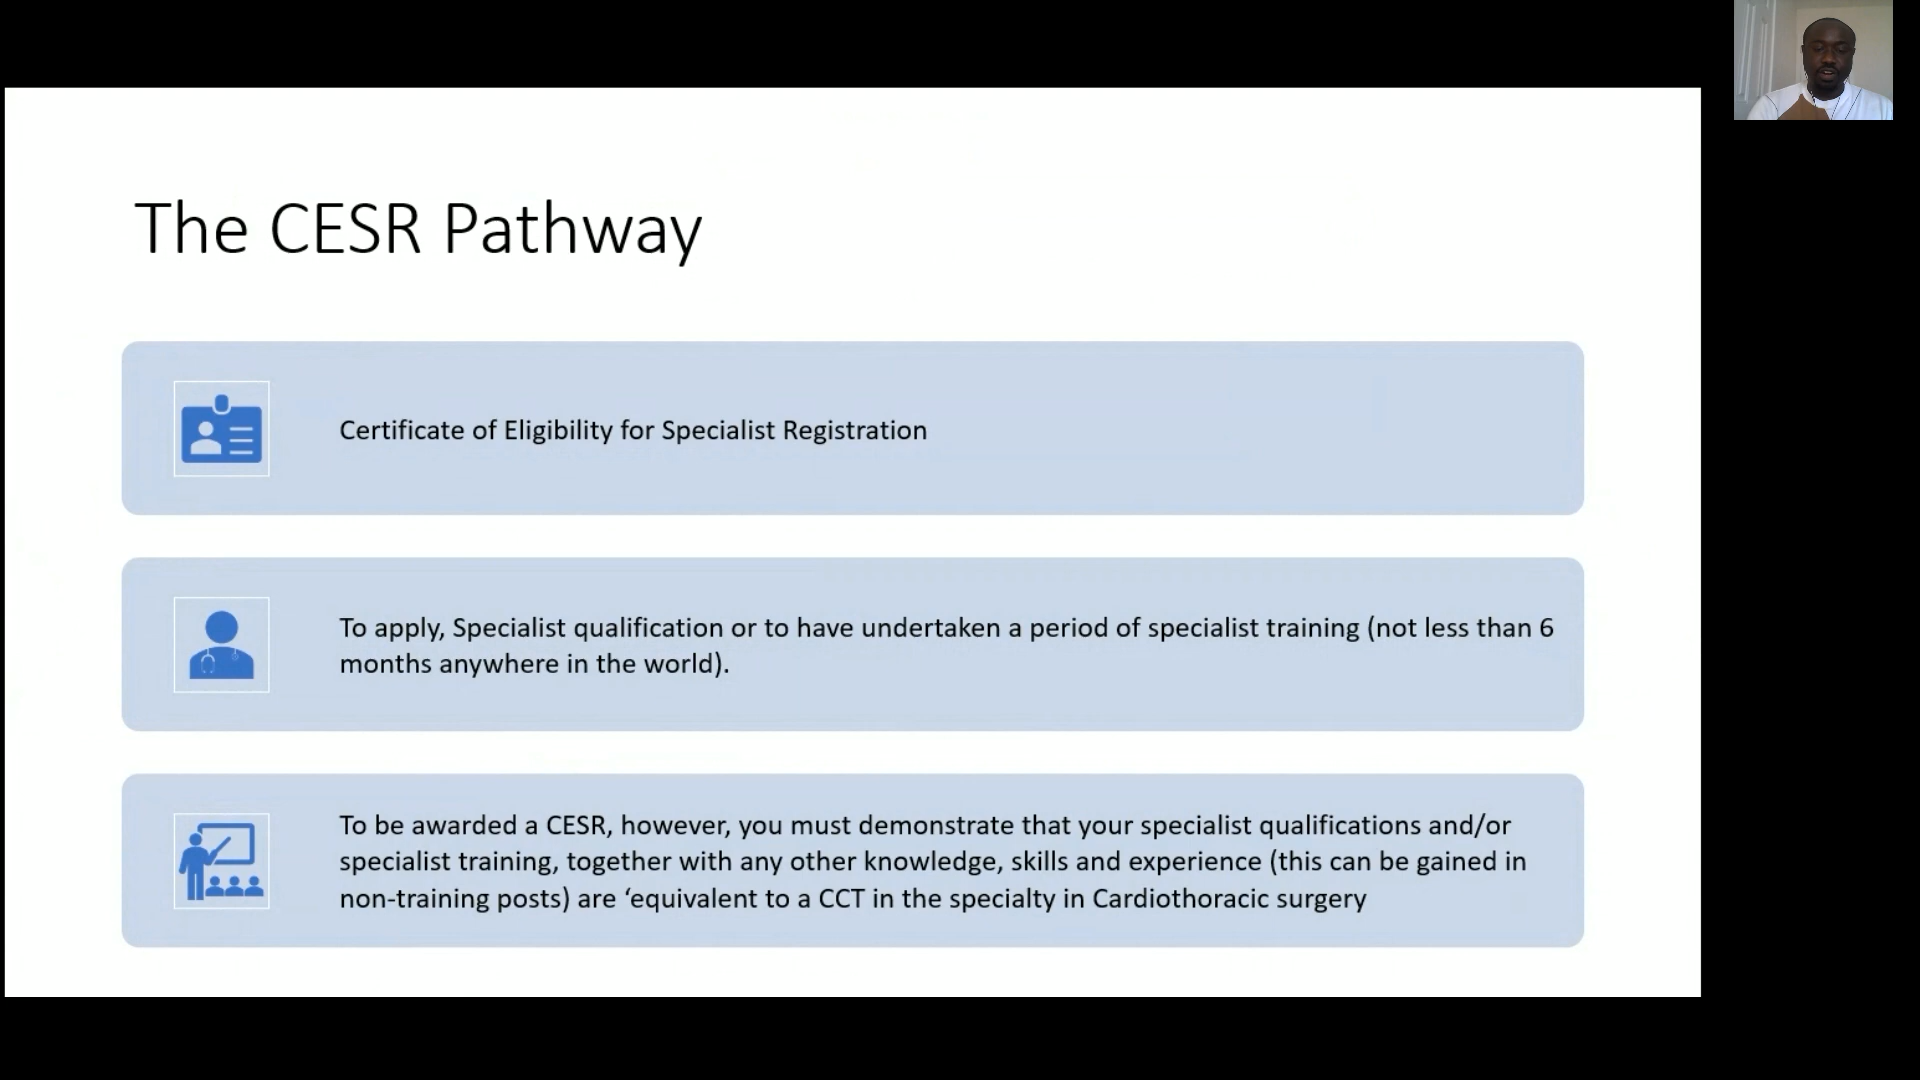 The CESR Pathway
Certificate of Eligibility for Specialist Registration
To apply, Specialist qualification or to have undertaken a period of specialist training (not less than 6
months anywhere in the world).
To be awarded a CESR, however, you must demonstrate that your specialist qualifications and/or
specialist training, together with any other knowledge, skills and experience (this can be gained in
non-training posts) are ‘equivalent to a CCT in the specialty in Cardiothoracic surgery